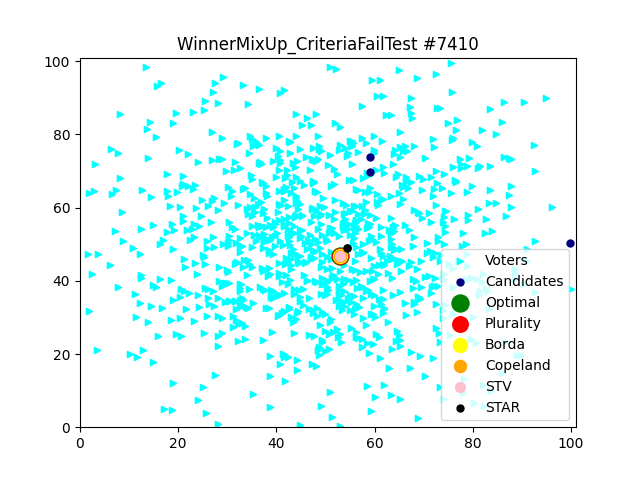 WinnerMixUp_CriteriaFailTest #7410
100
80
60
40
20
0
0 20 40 60 80 100
Voters
Candidates
Optimal
Plurality
Borda
Copeland
STV
STAR